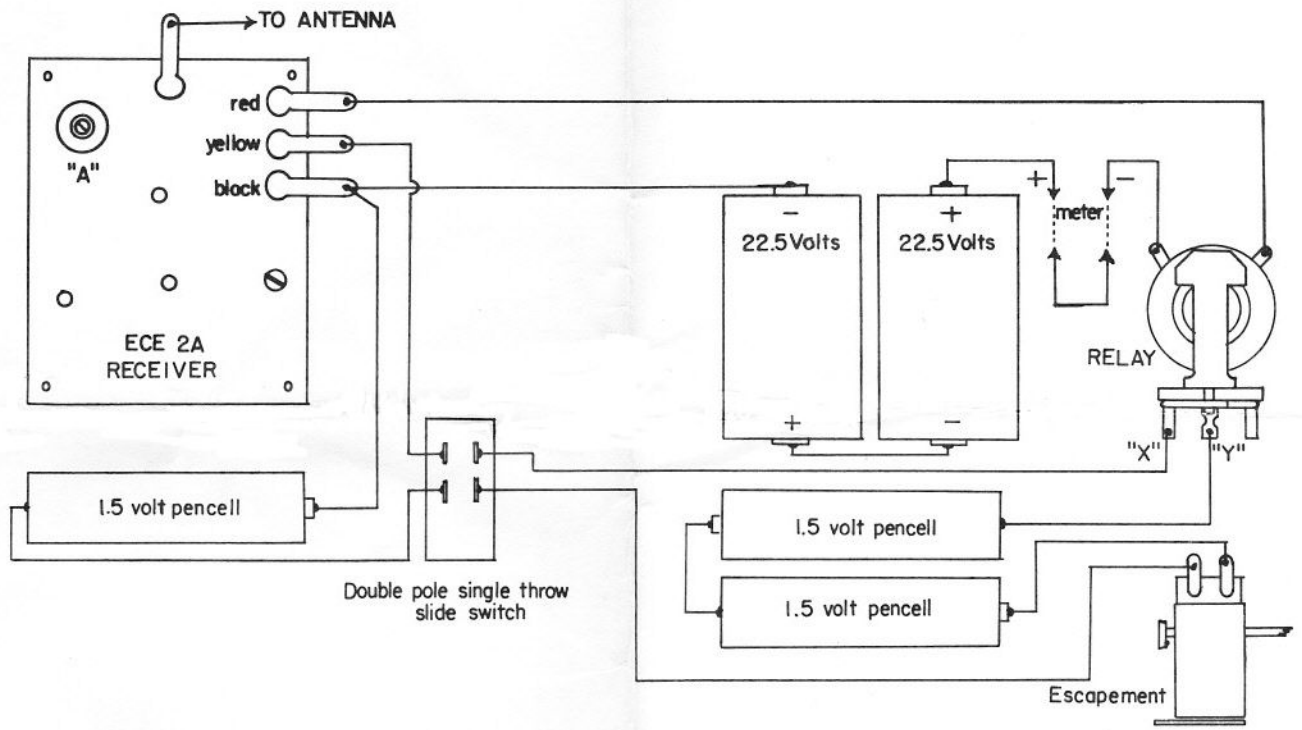 TO ANTENNA
red
yellow
black
"A"
ECE 2A
RECEIVER
-
22.5 Volts
+
+
22.5 Volts
-
+
meter
-
RELAY
"X"
"Y"
1.5 volt pencell
Double pole single throw
slide switch
1.5 volt pencell
1.5 volt pencell
Escapement